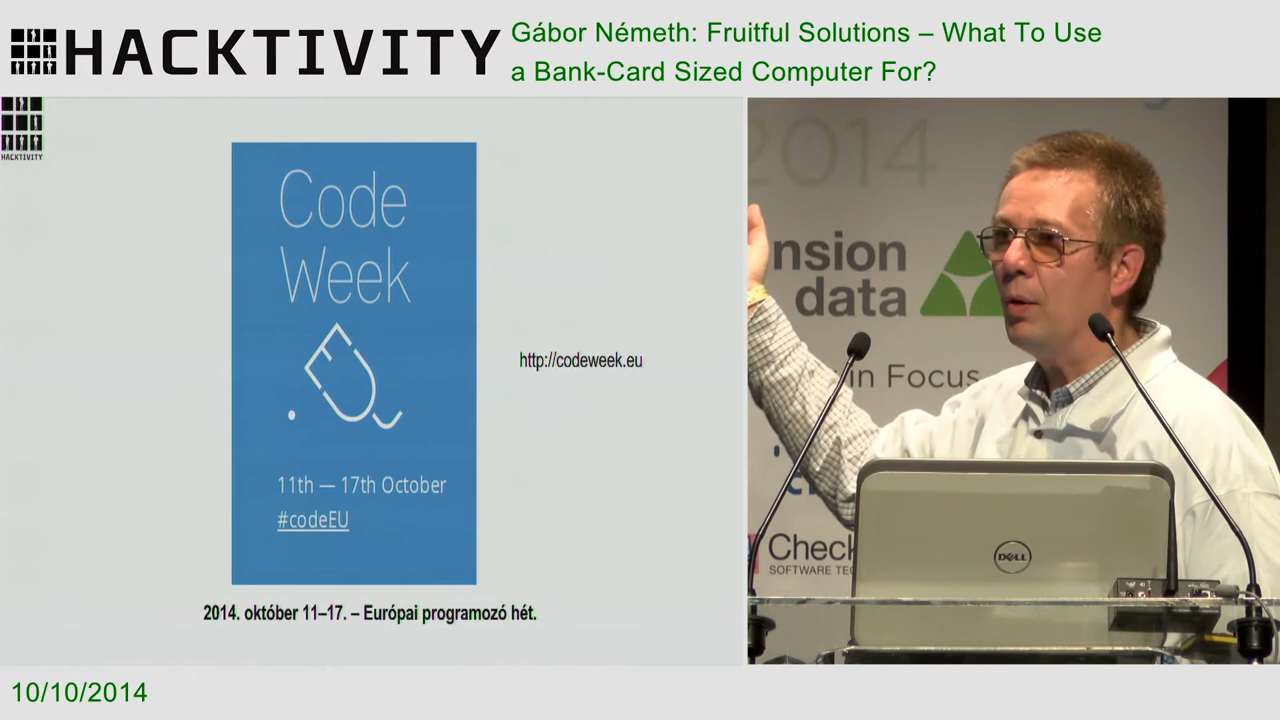 HACKTIVITY
Gábor Németh: Fruitful Solutions – What To Use
a Bank-Card Sized Computer For?
HACKTIVITY
Code
Week
11th — 17th October
#codeEU
http://codeweek.eu
2014. október 11–17. – Európai programozó hét.
2014
nsion
data
in Focus
Check
SOFTWARE TEC
DELL
10/10/2014